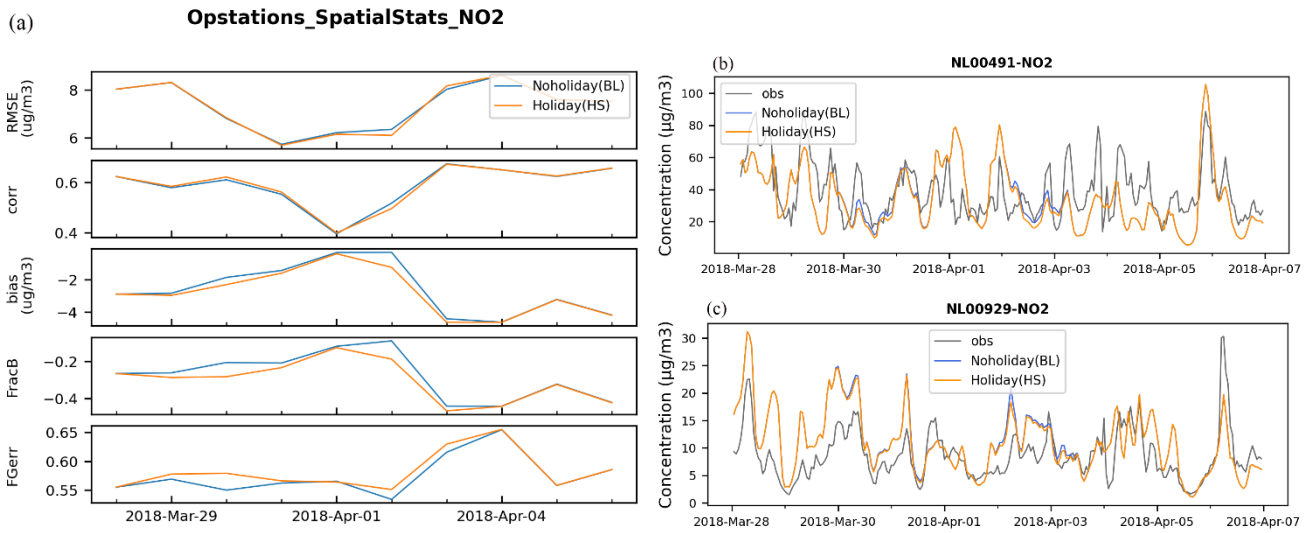 (a)
Opstations_SpatialStats_NO2
RMSE
(ug/m3)
8
6
Noholiday(BL)
Holiday(HS)
corr
0.6
0.4
bias
(ug/m3)
−2
−4
FracB
−0.2
−0.4
FGerr
0.65
0.60
0.55
2018-Mar-29
2018-Apr-01
2018-Apr-04
(b)
NL00491-NO2
Concentration (μg/m3)
100
80
60
40
20
obs
Noholiday(BL)
Holiday(HS)
2018-Mar-28
2018-Mar-30
2018-Apr-01
2018-Apr-03
2018-Apr-05
2018-Apr-07
(c)
NL00929-NO2
Concentration (μg/m3)
30
25
20
15
10
5
0
obs
Noholiday(BL)
Holiday(HS)
2018-Mar-28
2018-Mar-30
2018-Apr-01
2018-Apr-03
2018-Apr-05
2018-Apr-07